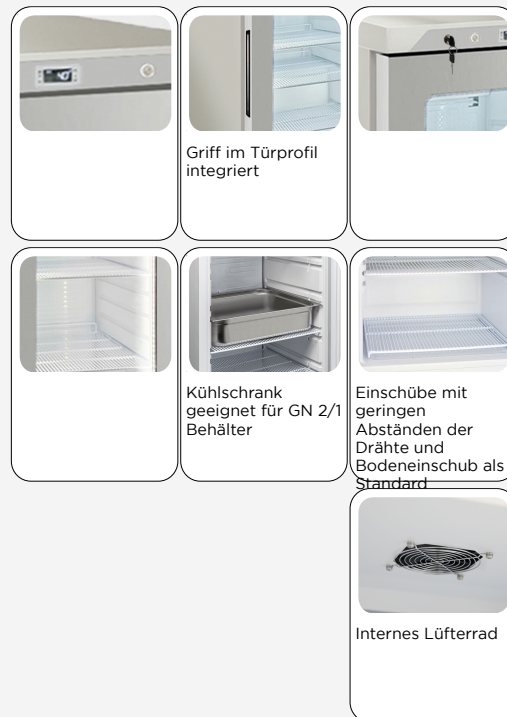 Griff im Türprofil
integriert
Kühlschrank
geeignet für GN 2/1
Behälter
Einschübe mit
geringen
Abständen der
Drähte und
Bodeneinschub als
Standard
Internes Lüfterrad